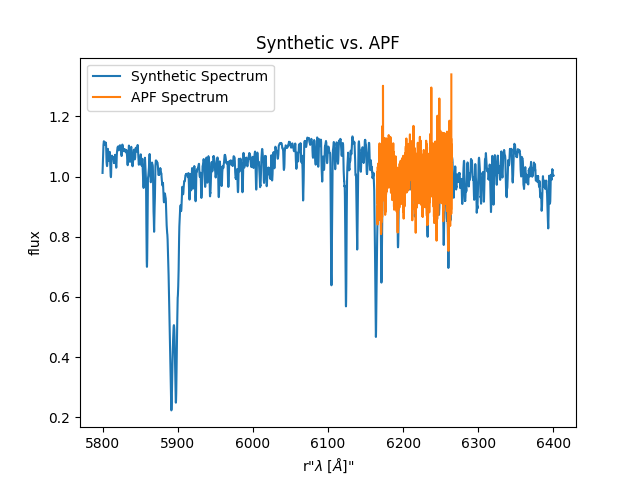 Synthetic vs. APF
Synthetic Spectrum
APF Spectrum
flux
1.2
1.0
0.8
0.6
0.4
0.2
5800 5900 6000 6100 6200 6300 6400
r"λ [Å]"